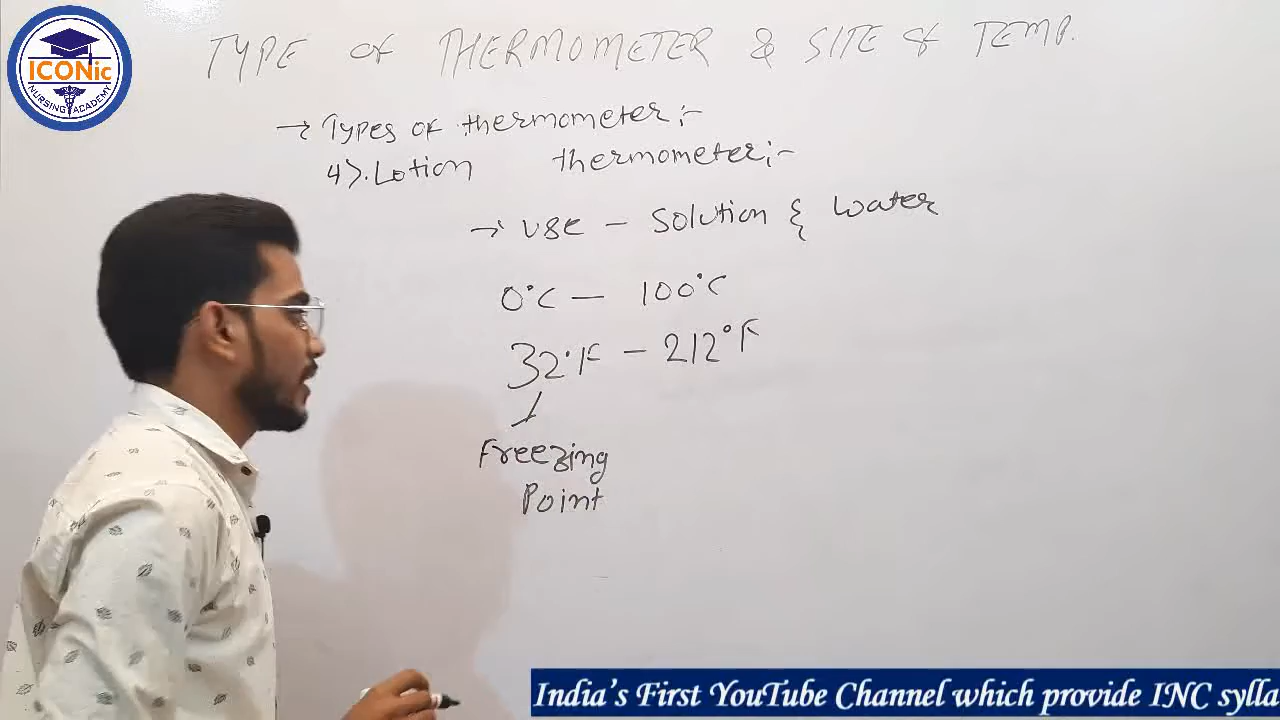 ICONic
NURSING ACADEMY
TYPE of THERMOMETER & SITE of TEMP.
→ Types of thermometer :-
4>. Lotion thermometer :-
→ USE - Solution & Water
0°C - 100°C
32°F - 212°F
Freezing
Point
India's First YouTube Channel which provide INC sylla